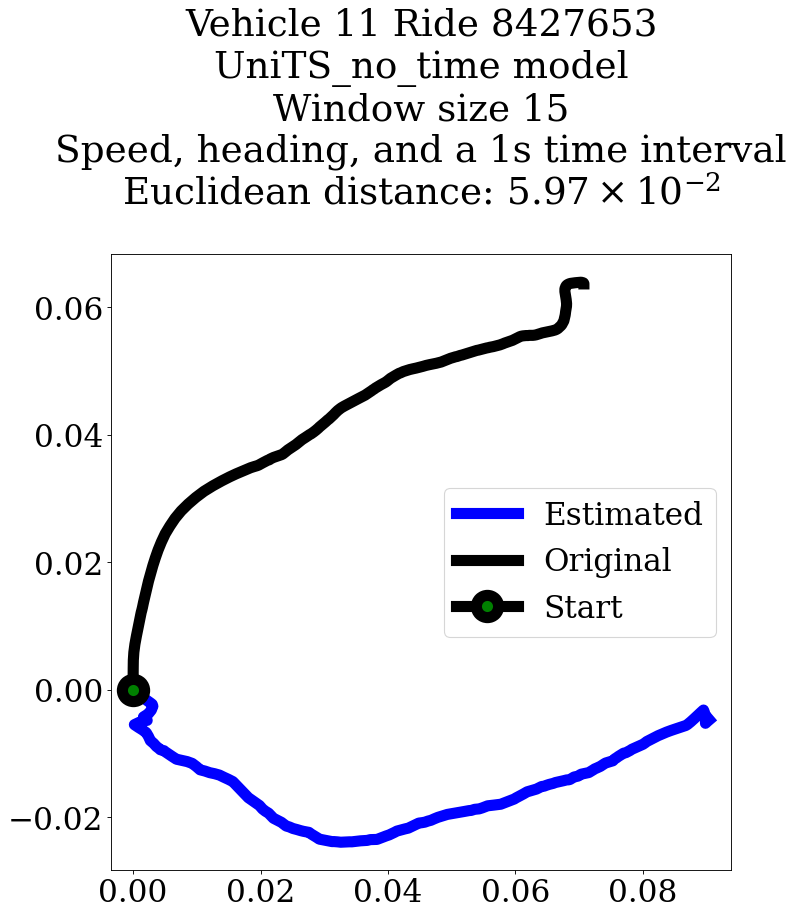 Vehicle 11 Ride 8427653
UniTS_no_time model
Window size 15
Speed, heading, and a 1s time interval
Euclidean distance: 5.97 × 10⁻²
0.06
0.04
0.02
0.00
−0.02
Estimated
Original
Start
0.00 0.02 0.04 0.06 0.08